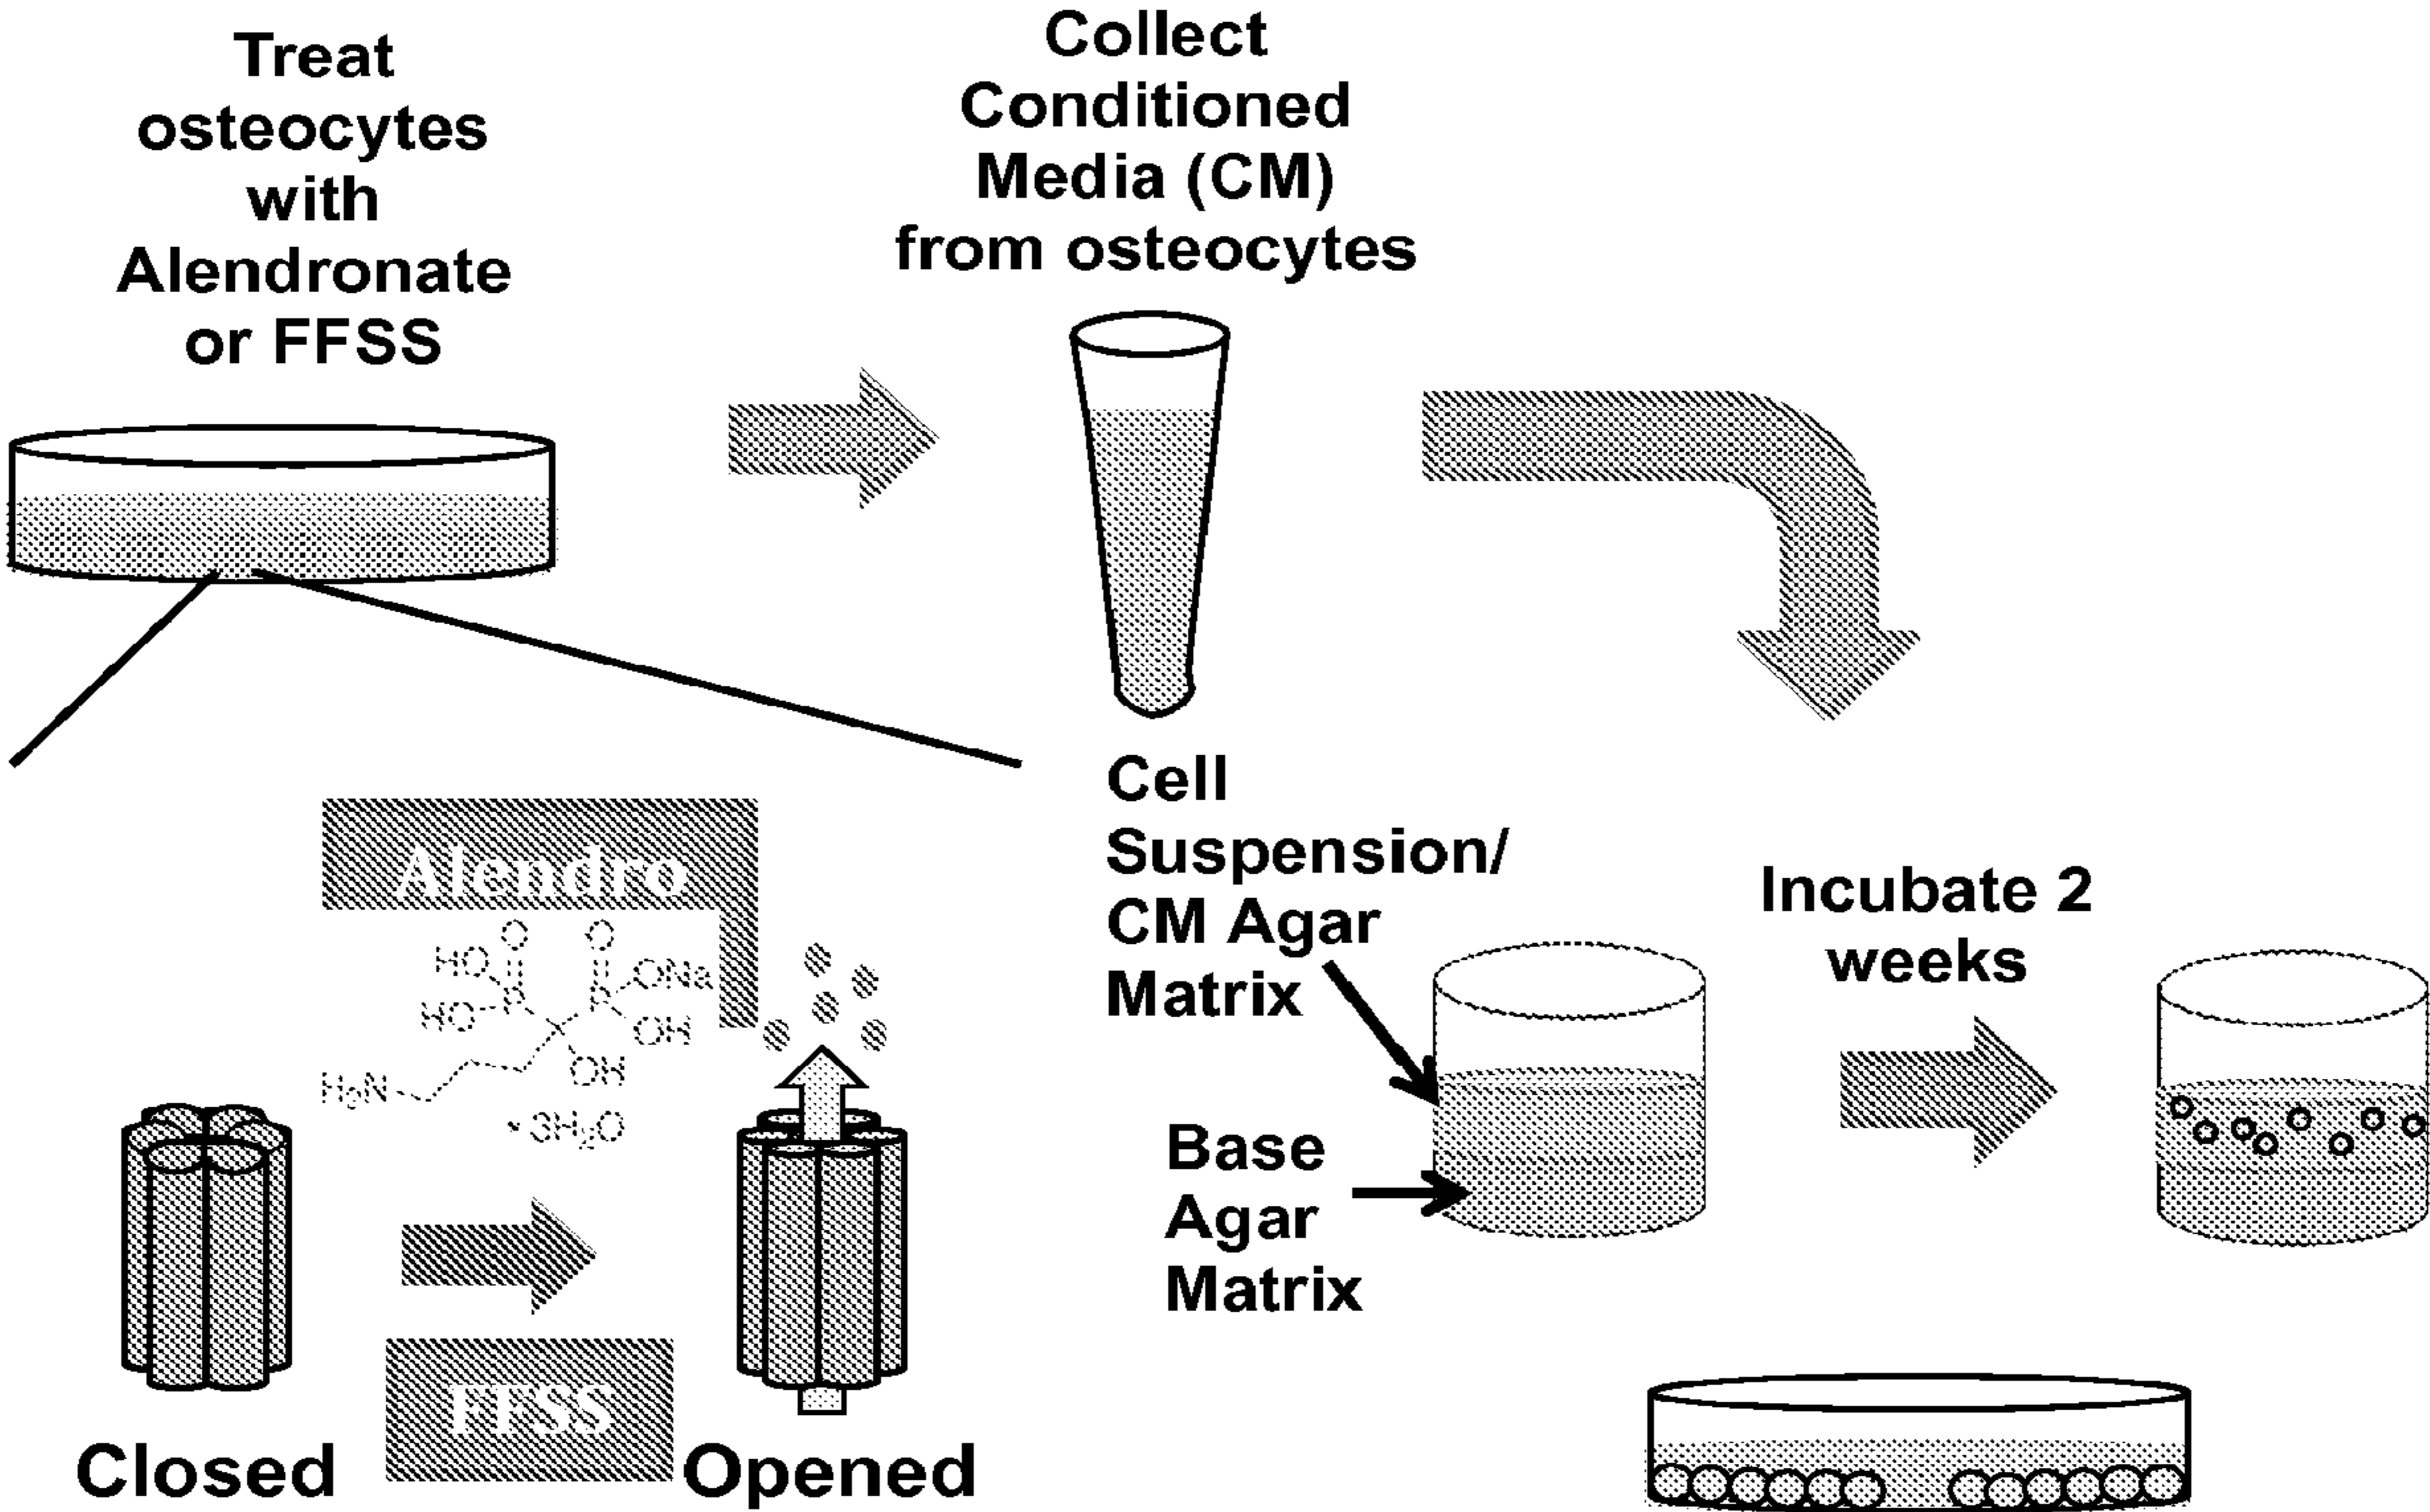 Treat
osteocytes
with
Alendronate
or FFSS
Collect
Conditioned
Media (CM)
from osteocytes
Alendro
O O
HO ONa
P P
HO OH
OH
H₂N
• 3H₂O
FFSS
Closed
Opened
Cell
Suspension/
CM Agar
Matrix
Base
Agar
Matrix
Incubate 2
weeks